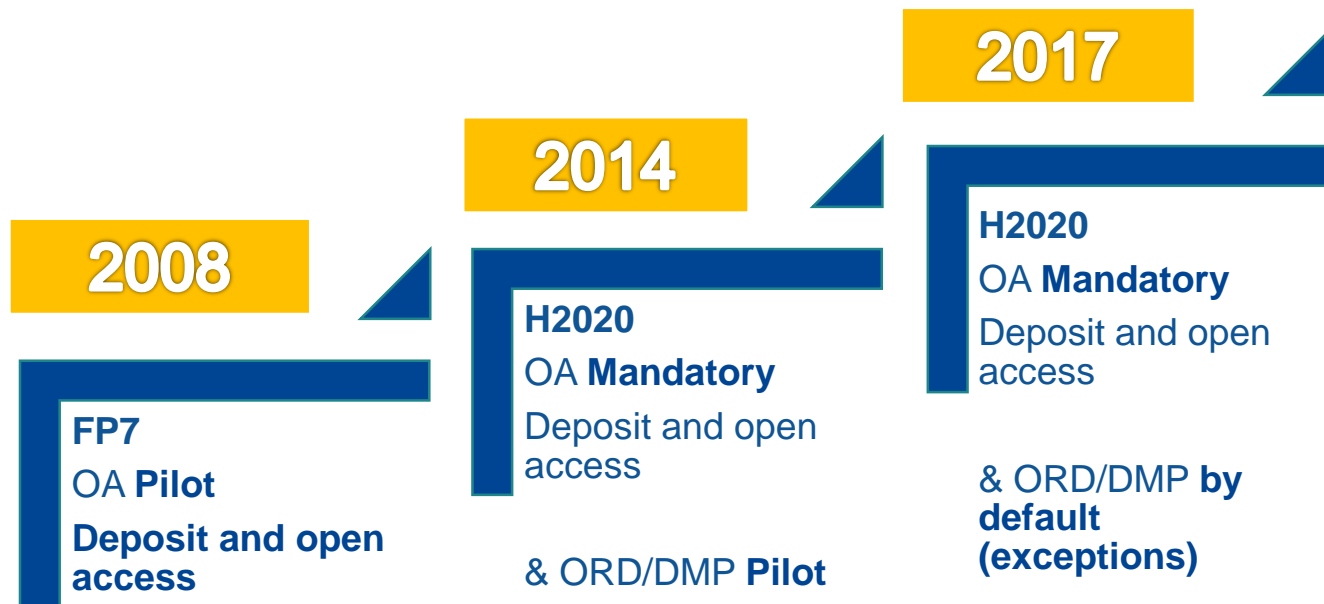 2008
FP7
OA Pilot
Deposit and open
access
2014
H2020
OA Mandatory
Deposit and open
access
& ORD/DMP Pilot
2017
H2020
OA Mandatory
Deposit and open
access
& ORD/DMP by
default
(exceptions)